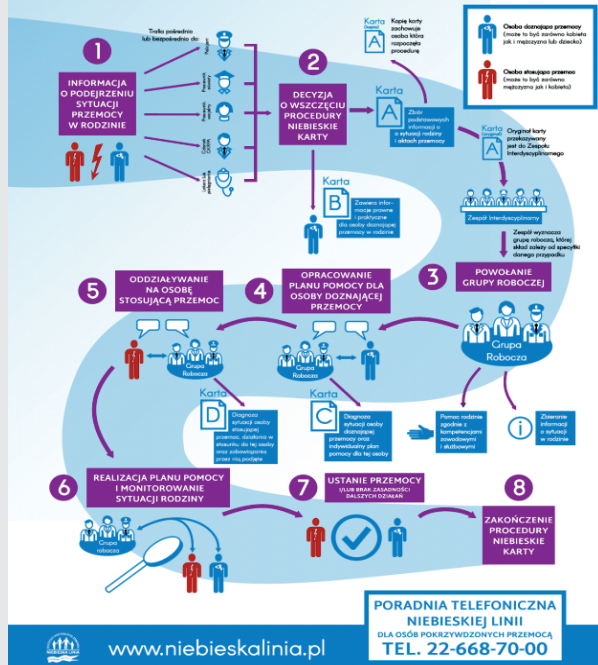 1
INFORMACJA
O PODEJRZENIU
SYTUACJI
PRZEMOCY
W RODZINIE
Trafia pośrednio
lub bezpośrednio do:
Policjant
2
DECYZJA
O WSZCZĘCIU
PROCEDURY
NIEBIESKIE
KARTY
Karta
A
Zbiór
podstawowych
informacji o
o sytuacji rodziny
i aktach przemocy
Karta
(kopia)
A
Kopię karty
zachowuje
osoba która
rozpoczęła
procedurę
Osoba doznająca przemocy
(może to być zarówno kobieta
jak i mężczyzna lub dziecko)
Osoba stosująca przemoc
(może to być zarówno
mężczyzna jak i kobieta)
Karta
(oryginał)
A
Oryginał karty
przekazywany
jest do Zespołu
Interdyscyplinarnego
Karta
B
Zawiera infor-
macje prawne
i praktyczne
dla osoby doznającej
przemocy w rodzinie
Zespół Interdyscyplinarny
Zespół wyznacza
grupę roboczą, której
skład zależy od specyfiki
danego przypadku
3
POWOŁANIE
GRUPY ROBOCZEJ
Grupa
Robocza
Pomoc rodzinie
zgodnie z
kompetencjami
zawodowymi
i służbowymi
i
Zbieranie
informacji
o sytuacji
w rodzinie
4
OPRACOWANIE
PLANU POMOCY DLA
OSOBY DOZNAJĄCEJ
PRZEMOCY
Grupa
Robocza
Karta
C
Diagnoza
sytuacji osoby
doznającej
przemocy oraz
indywidualny plan
pomocy dla tej osoby
5
ODDZIAŁYWANIE
NA OSOBĘ
STOSUJĄCĄ PRZEMOC
Grupa
Robocza
Karta
D
Diagnoza
sytuacji osoby
stosującej
przemoc, działania w
stosunku do tej osoby
oraz zobowiązania
przez nią podjęte
6
REALIZACJA PLANU POMOCY
I MONITOROWANIE
SYTUACJI RODZINY
Grupa
robocza
7
USTANIE PRZEMOCY
I/LUB BRAK ZASADNOŚCI
DALSZYCH DZIAŁAŃ
8
ZAKOŃCZENIE
PROCEDURY
NIEBIESKIE
KARTY
PORADNIA TELEFONICZNA
NIEBIESKIEJ LINII
DLA OSÓB POKRZYWDZONYCH PRZEMOCĄ
TEL. 22-668-70-00
NIEBIESKA LINIA
www.niebieskalinia.pl